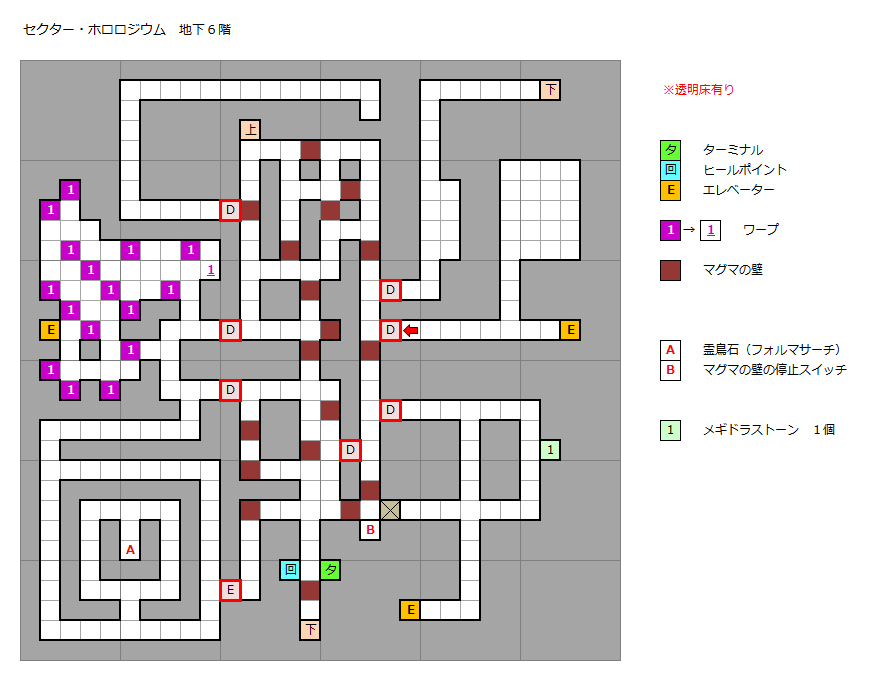 セクター・ホロロジウム　地下６階
下
※透明床有り
上
タ ターミナル
回 ヒールポイント
1
E エレベーター
1 D
1→1 ワープ
1 1 1
1 1
マグマの壁
1 1 1 D
1 1
E 1 D D E
1
A 霊鳥石（フォルマサーチ）
1
B マグマの壁の停止スイッチ
1 1 D
D
1 メギドラストーン　１個
D 1
B
A
回 タ
E
E
下